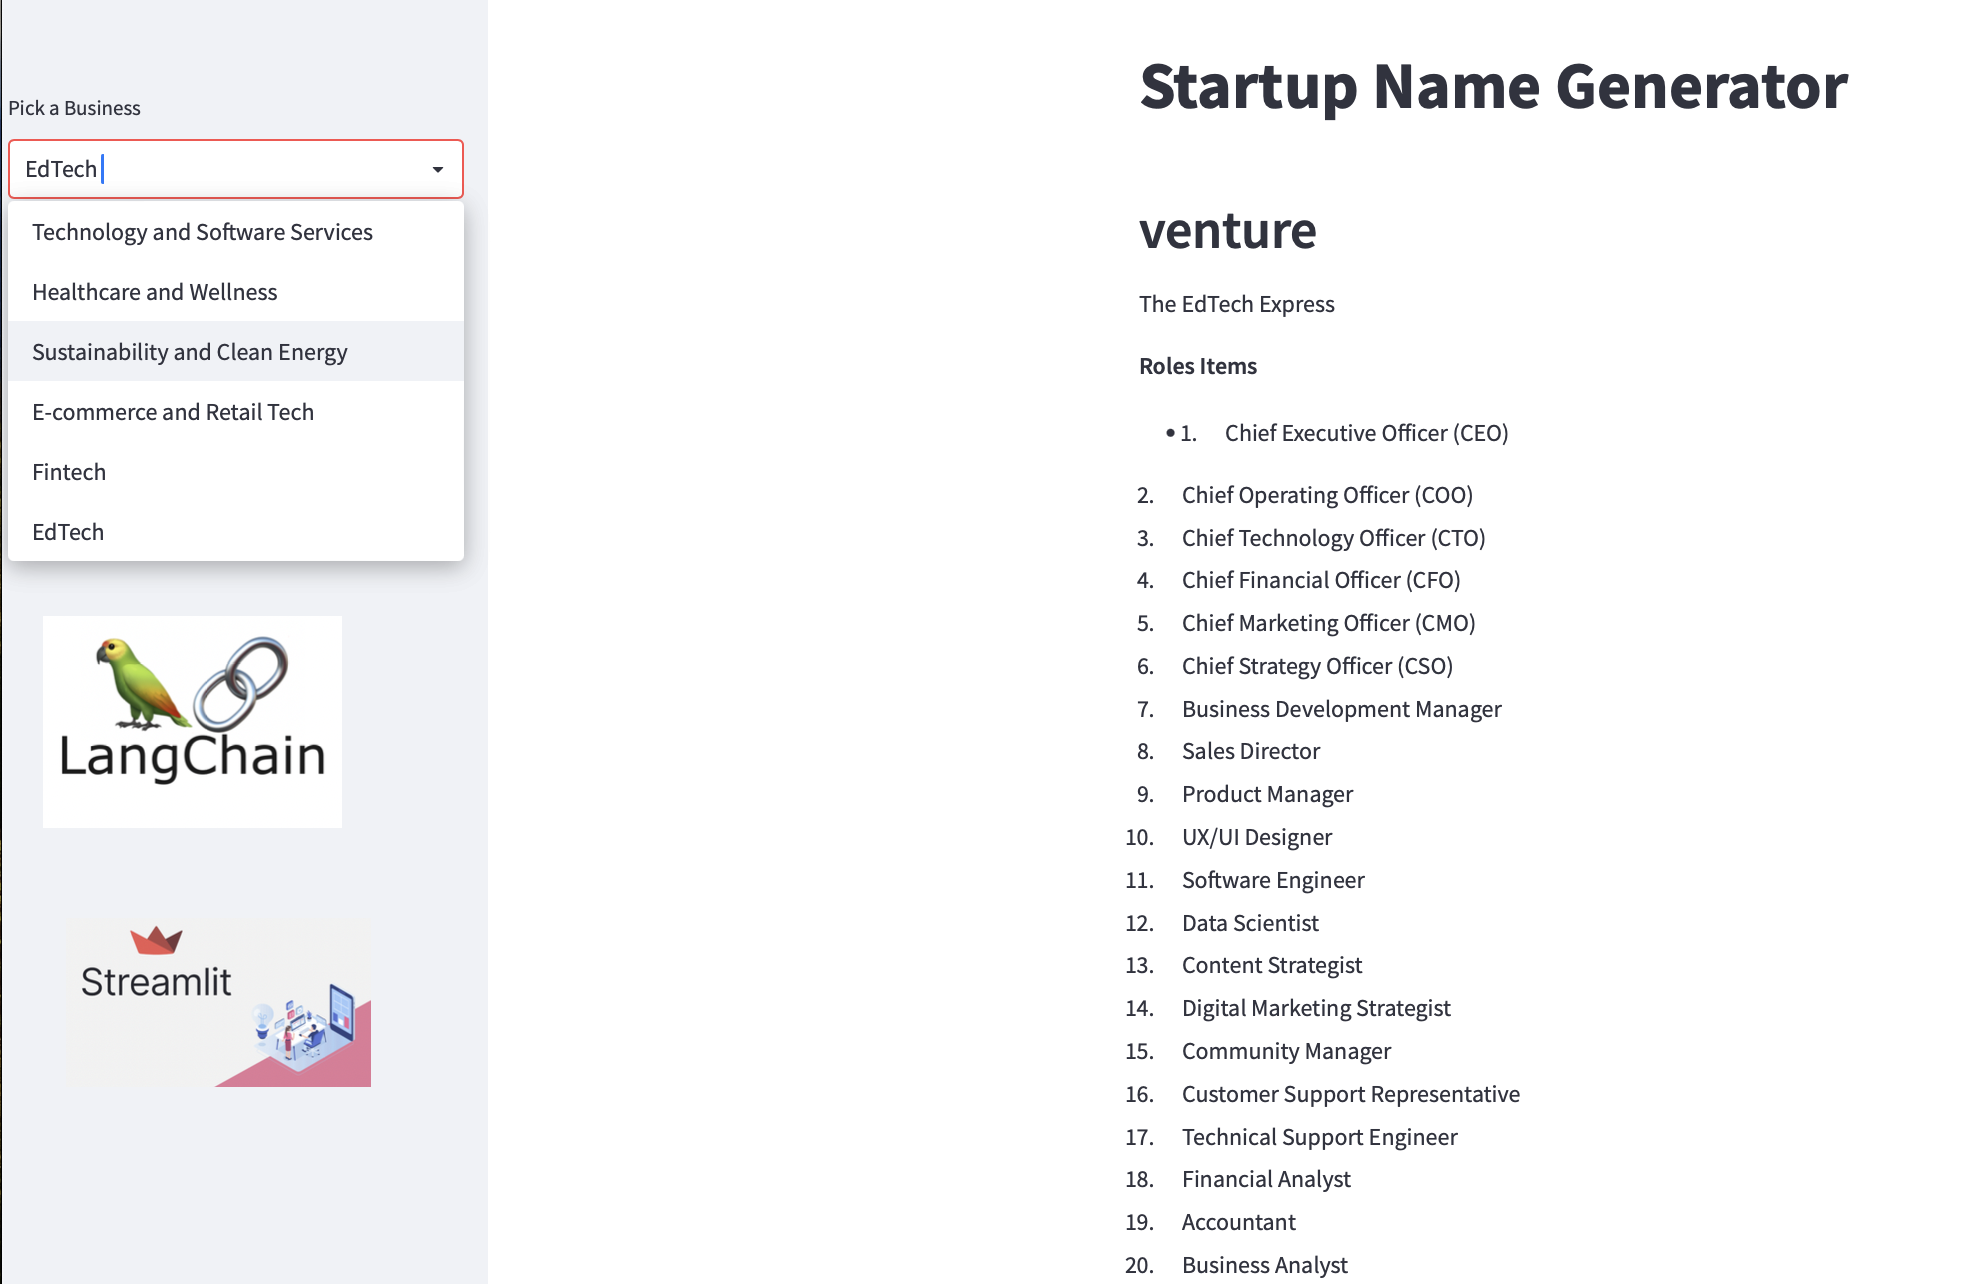 Pick a Business
EdTech
Technology and Software Services
Healthcare and Wellness
Sustainability and Clean Energy
E-commerce and Retail Tech
Fintech
EdTech
LangChain
Streamlit
Startup Name Generator
venture
The EdTech Express
Roles Items
• 1. Chief Executive Officer (CEO)
2. Chief Operating Officer (COO)
3. Chief Technology Officer (CTO)
4. Chief Financial Officer (CFO)
5. Chief Marketing Officer (CMO)
6. Chief Strategy Officer (CSO)
7. Business Development Manager
8. Sales Director
9. Product Manager
10. UX/UI Designer
11. Software Engineer
12. Data Scientist
13. Content Strategist
14. Digital Marketing Strategist
15. Community Manager
16. Customer Support Representative
17. Technical Support Engineer
18. Financial Analyst
19. Accountant
20. Business Analyst